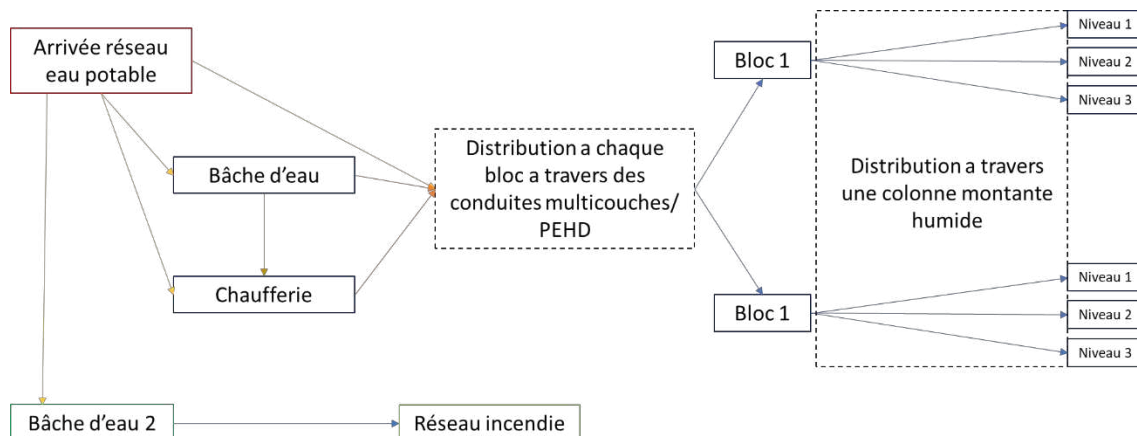 Arrivée réseau
eau potable
Bâche d'eau
Chaufferie
Bâche d'eau 2
Réseau incendie
Distribution a chaque
bloc a travers des
conduites multicouches/
PEHD
Bloc 1
Niveau 1
Niveau 2
Niveau 3
Distribution a travers
une colonne montante
humide
Bloc 1
Niveau 1
Niveau 2
Niveau 3